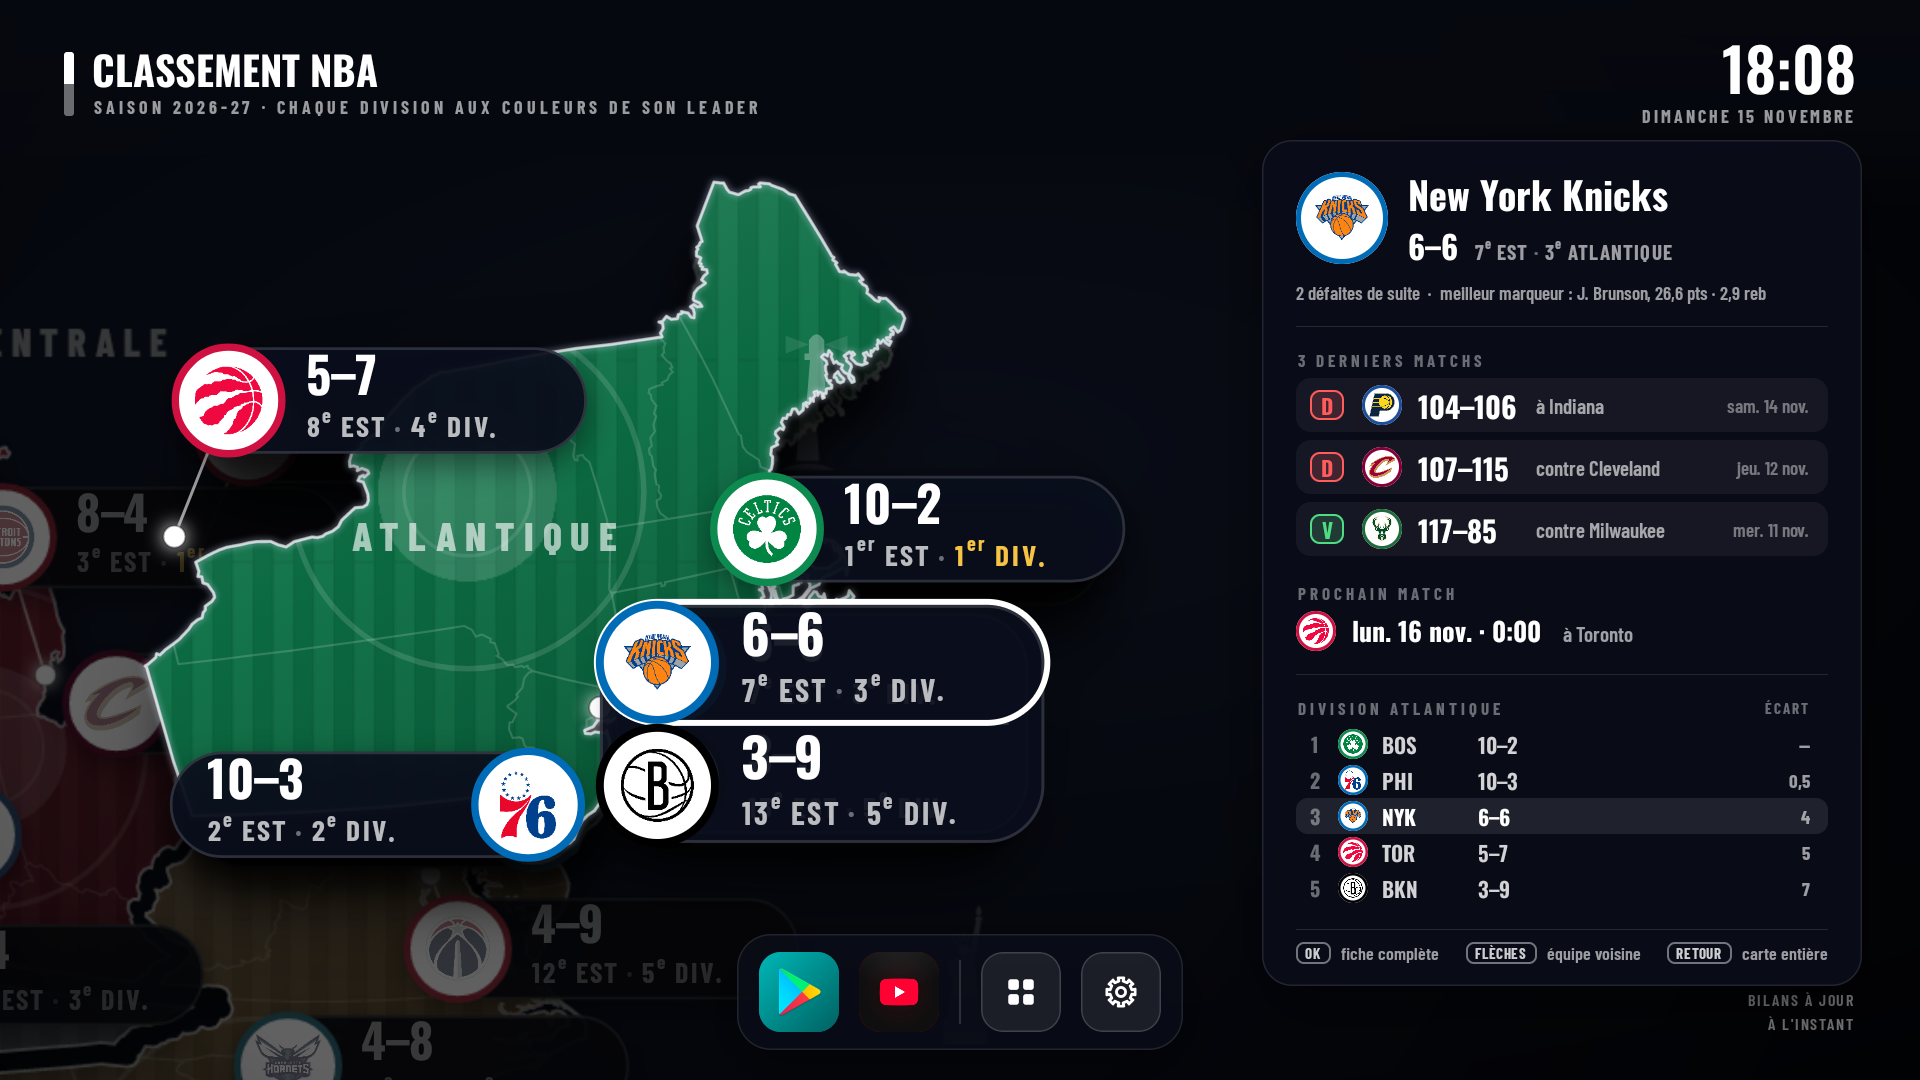 CLASSEMENT NBA
SAISON 2026-27 · CHAQUE DIVISION AUX COULEURS DE SON LEADER
18:08
DIMANCHE 15 NOVEMBRE
ENTRALE
5–7
8e EST · 4e DIV.
8–4
3e EST · 1er
ATLANTIQUE
CELTICS
10–2
1er EST · 1er DIV.
KNICKS
6–6
7e EST · 3e DIV.
B
3–9
13e EST · 5e DIV.
10–3
2e EST · 2e DIV.
76
4–9
12e EST · 5e DIV.
4
EST · 3e DIV.
HORNETS
4–8
New York Knicks
6–6 7e EST · 3e ATLANTIQUE
2 défaites de suite · meilleur marqueur : J. Brunson, 26,6 pts · 2,9 reb
3 DERNIERS MATCHS
D 104–106 à Indiana sam. 14 nov.
D 107–115 contre Cleveland jeu. 12 nov.
V 117–85 contre Milwaukee mer. 11 nov.
PROCHAIN MATCH
lun. 16 nov. · 0:00 à Toronto
DIVISION ATLANTIQUE ÉCART
1 BOS 10–2 –
2 PHI 10–3 0,5
3 NYK 6–6 4
4 TOR 5–7 5
5 BKN 3–9 7
OK fiche complète FLÈCHES équipe voisine RETOUR carte entière
BILANS À JOUR
À L'INSTANT